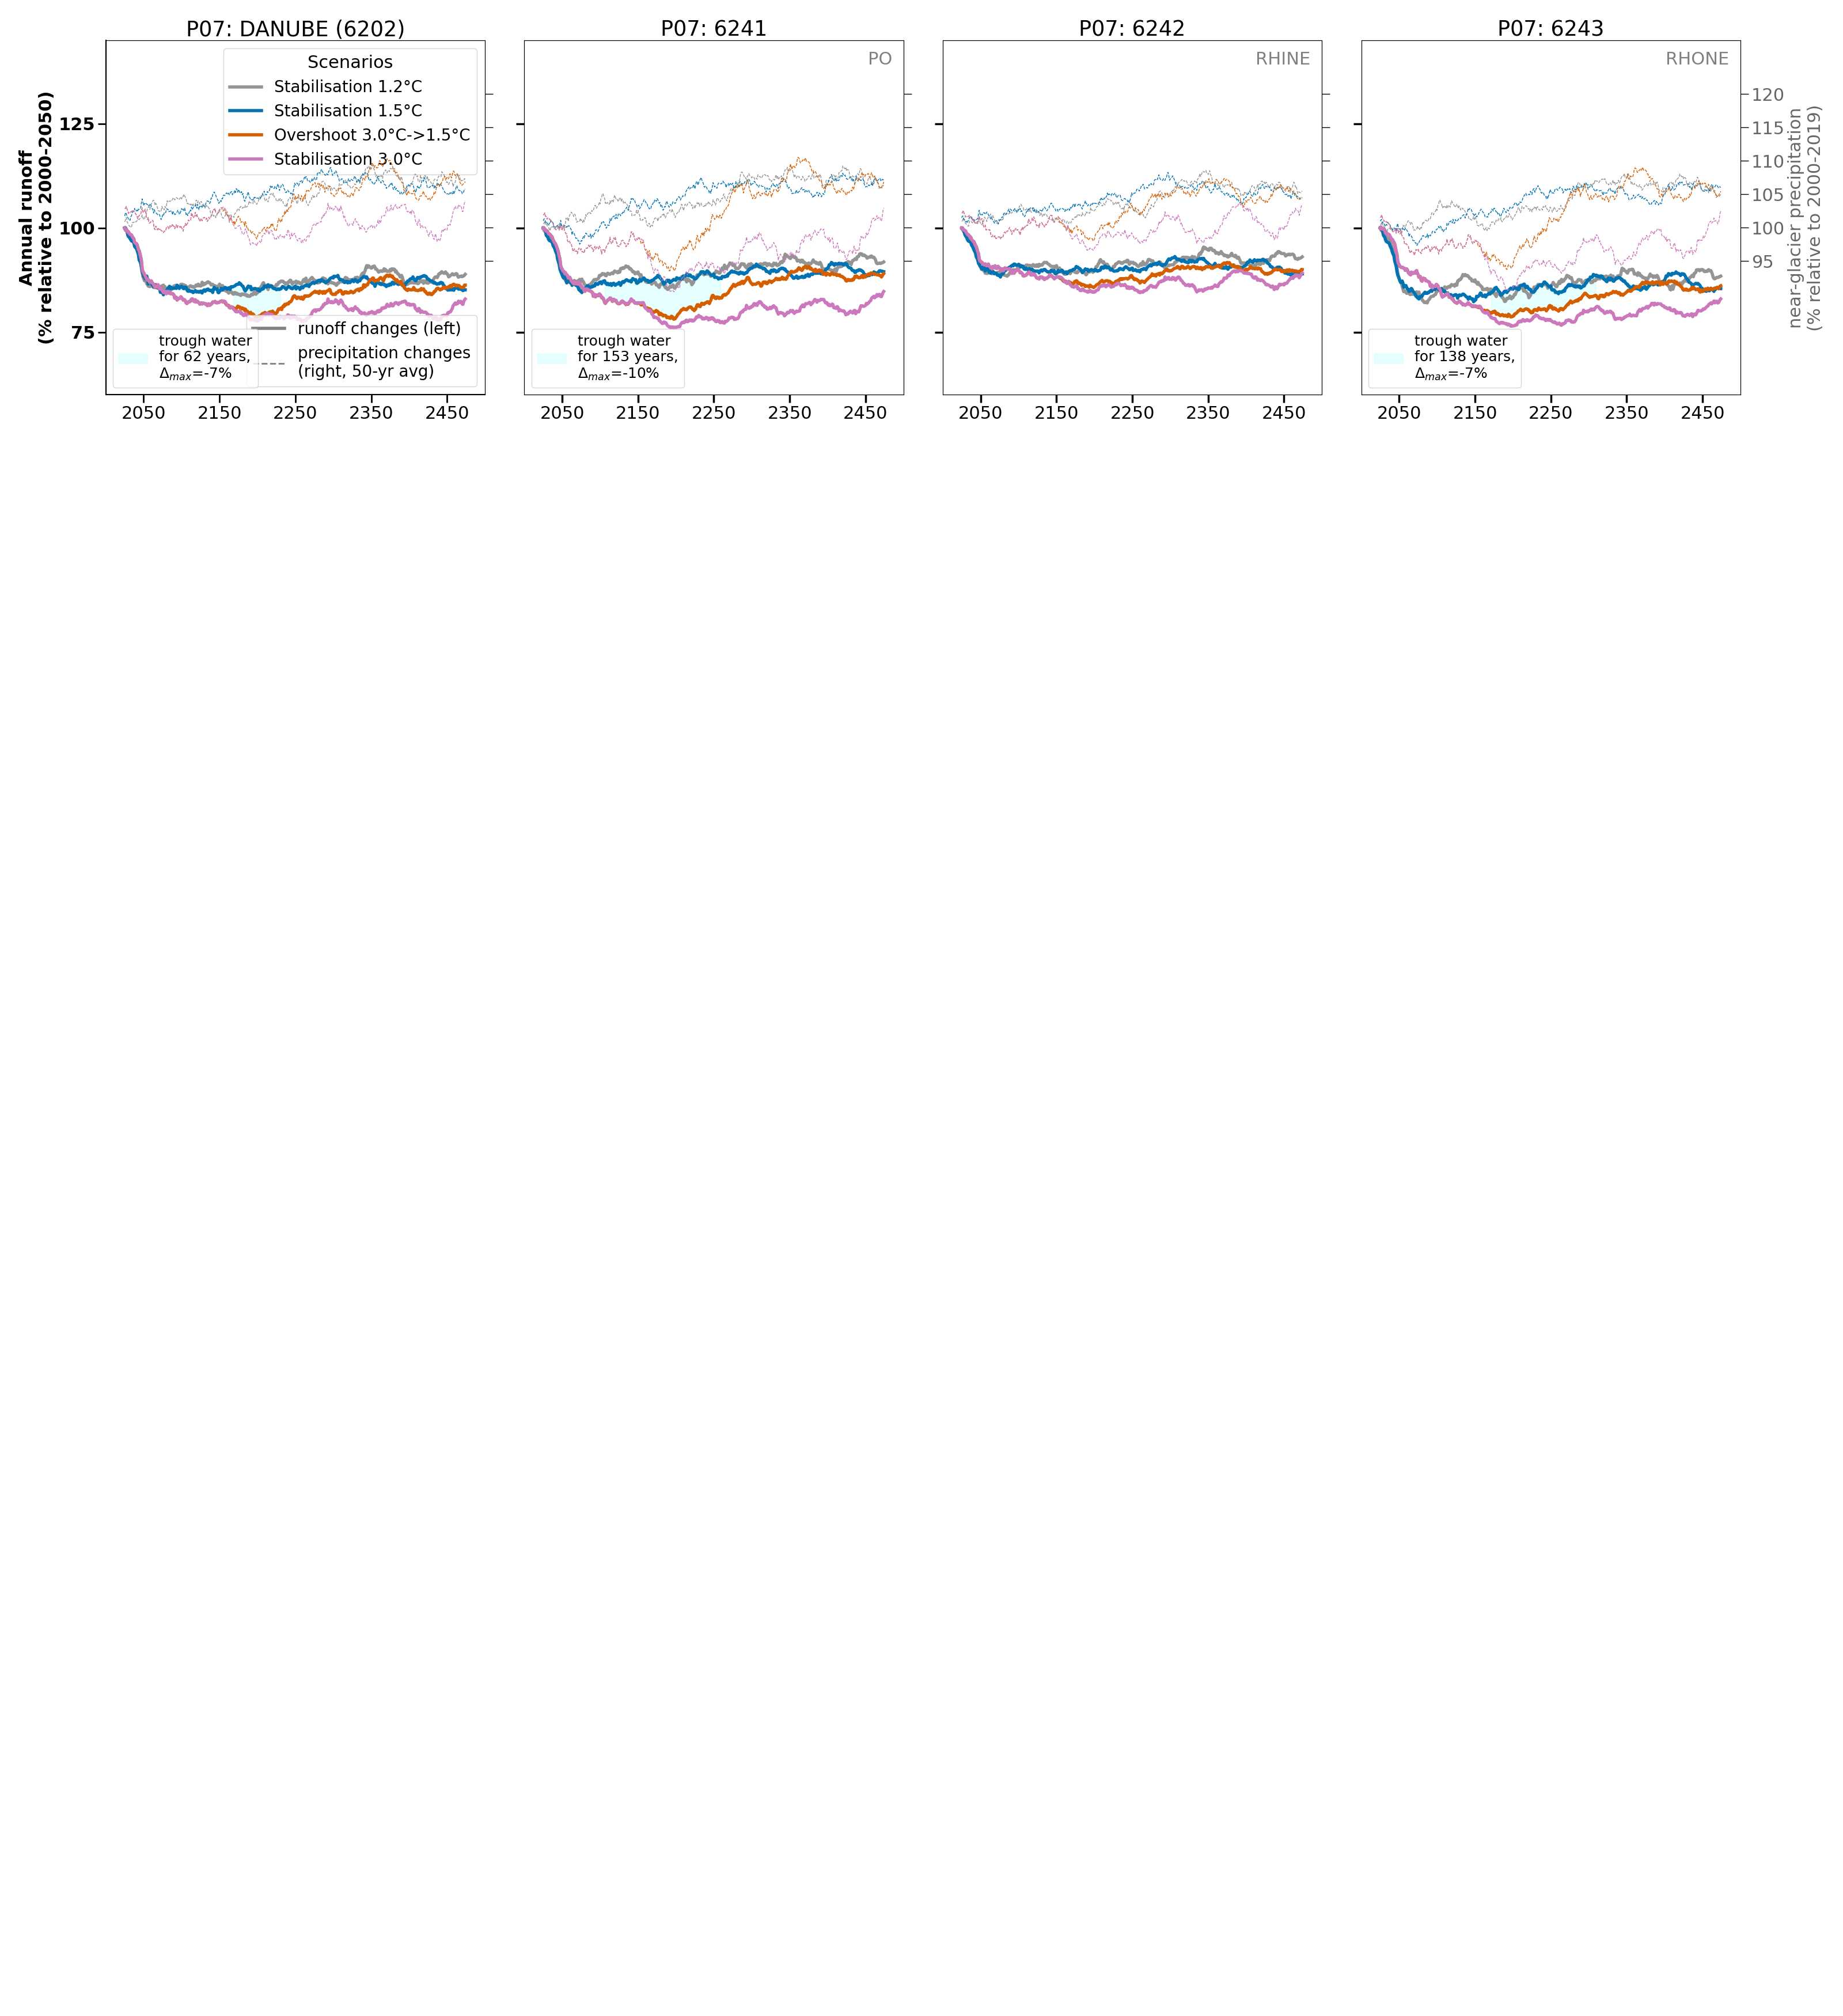 P07: DANUBE (6202)
P07: 6241
P07: 6242
P07: 6243
Annual runoff
(% relative to 2000-2050)
125
100
75
Scenarios
Stabilisation 1.2°C
Stabilisation 1.5°C
Overshoot 3.0°C->1.5°C
Stabilisation 3.0°C
runoff changes (left)
precipitation changes
(right, 50-yr avg)
trough water
for 62 years,
Δmax=-7%
2050 2150 2250 2350 2450
PO
trough water
for 153 years,
Δmax=-10%
2050 2150 2250 2350 2450
RHINE
2050 2150 2250 2350 2450
RHONE
trough water
for 138 years,
Δmax=-7%
2050 2150 2250 2350 2450
120
115
110
105
100
95
near-glacier precipitation
(% relative to 2000-2019)